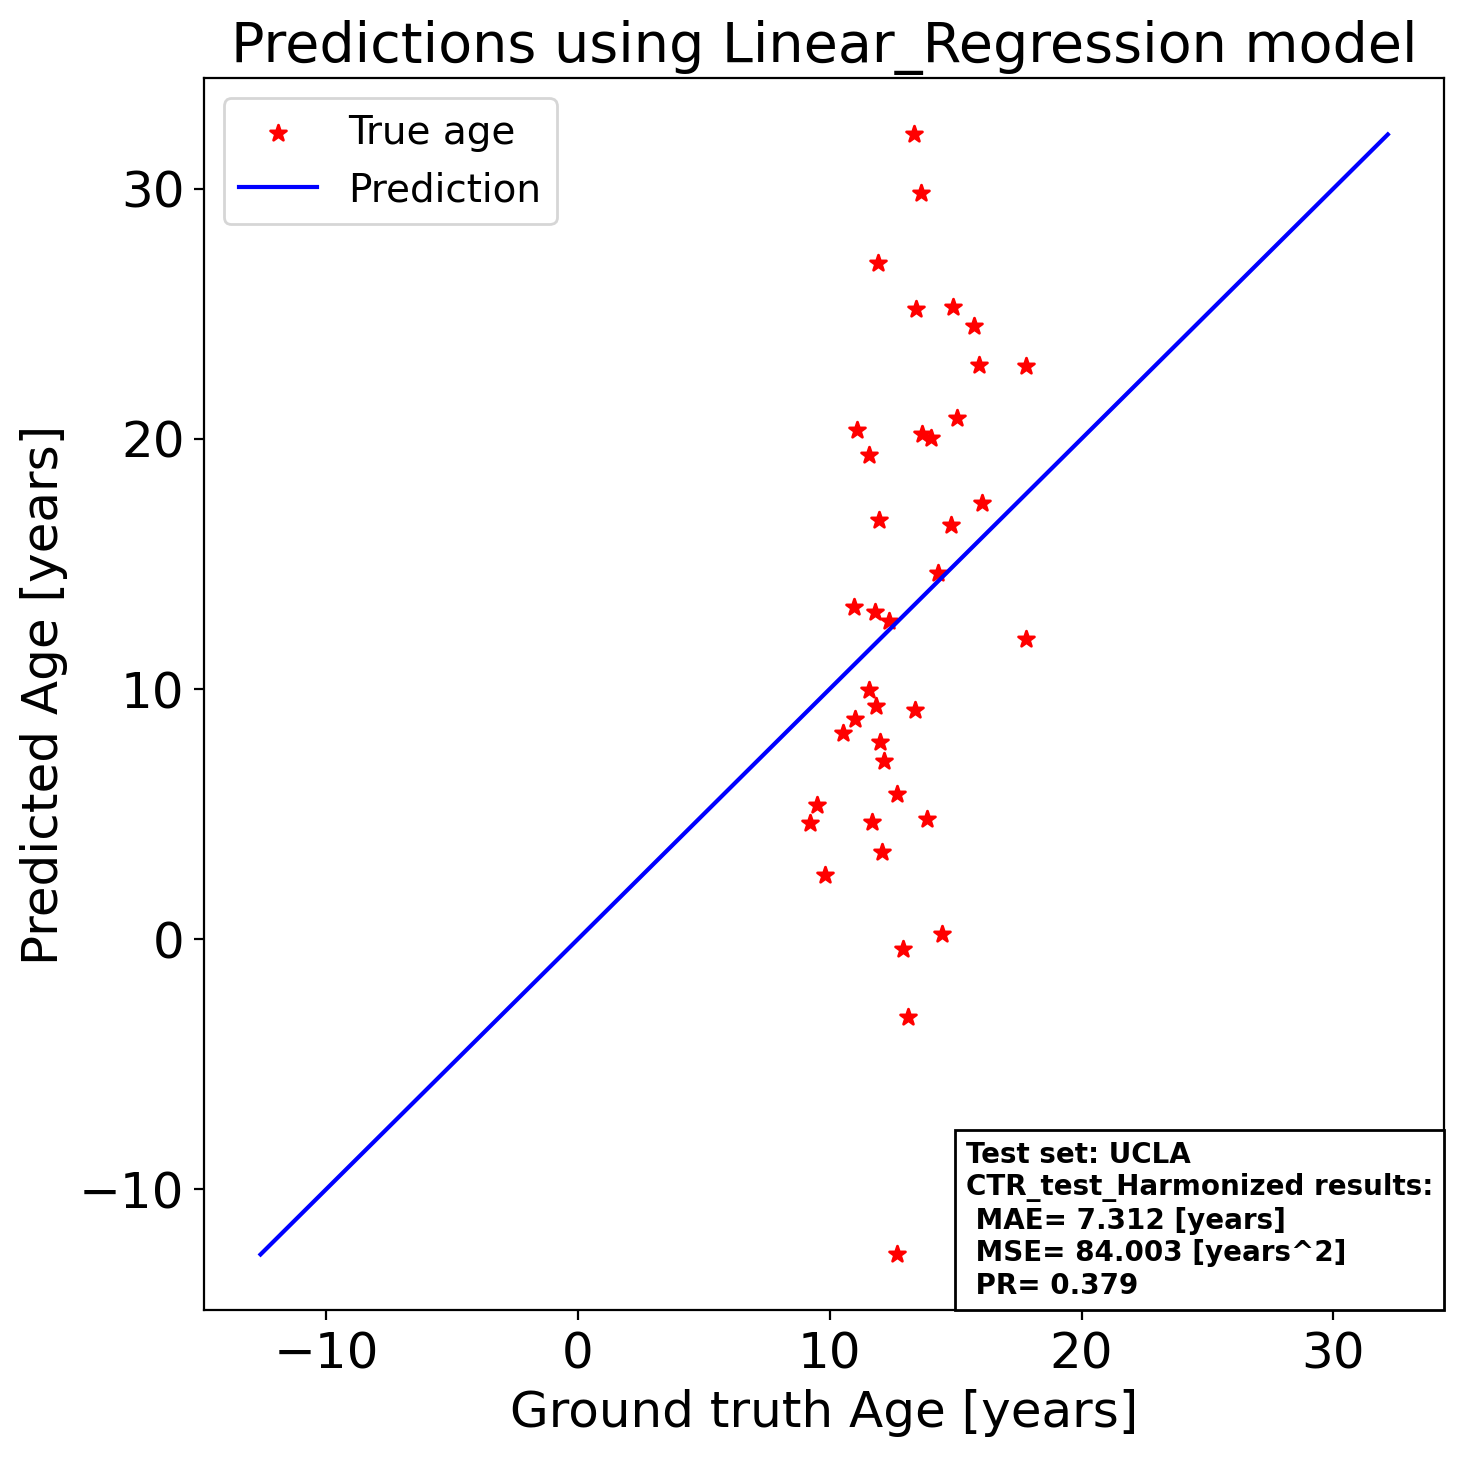 Predictions using Linear_Regression model
True age
Prediction
30
20
10
0
−10
Predicted Age [years]
Test set: UCLA
CTR_test_Harmonized results:
MAE= 7.312 [years]
MSE= 84.003 [years^2]
PR= 0.379
−10
0
10
20
30
Ground truth Age [years]